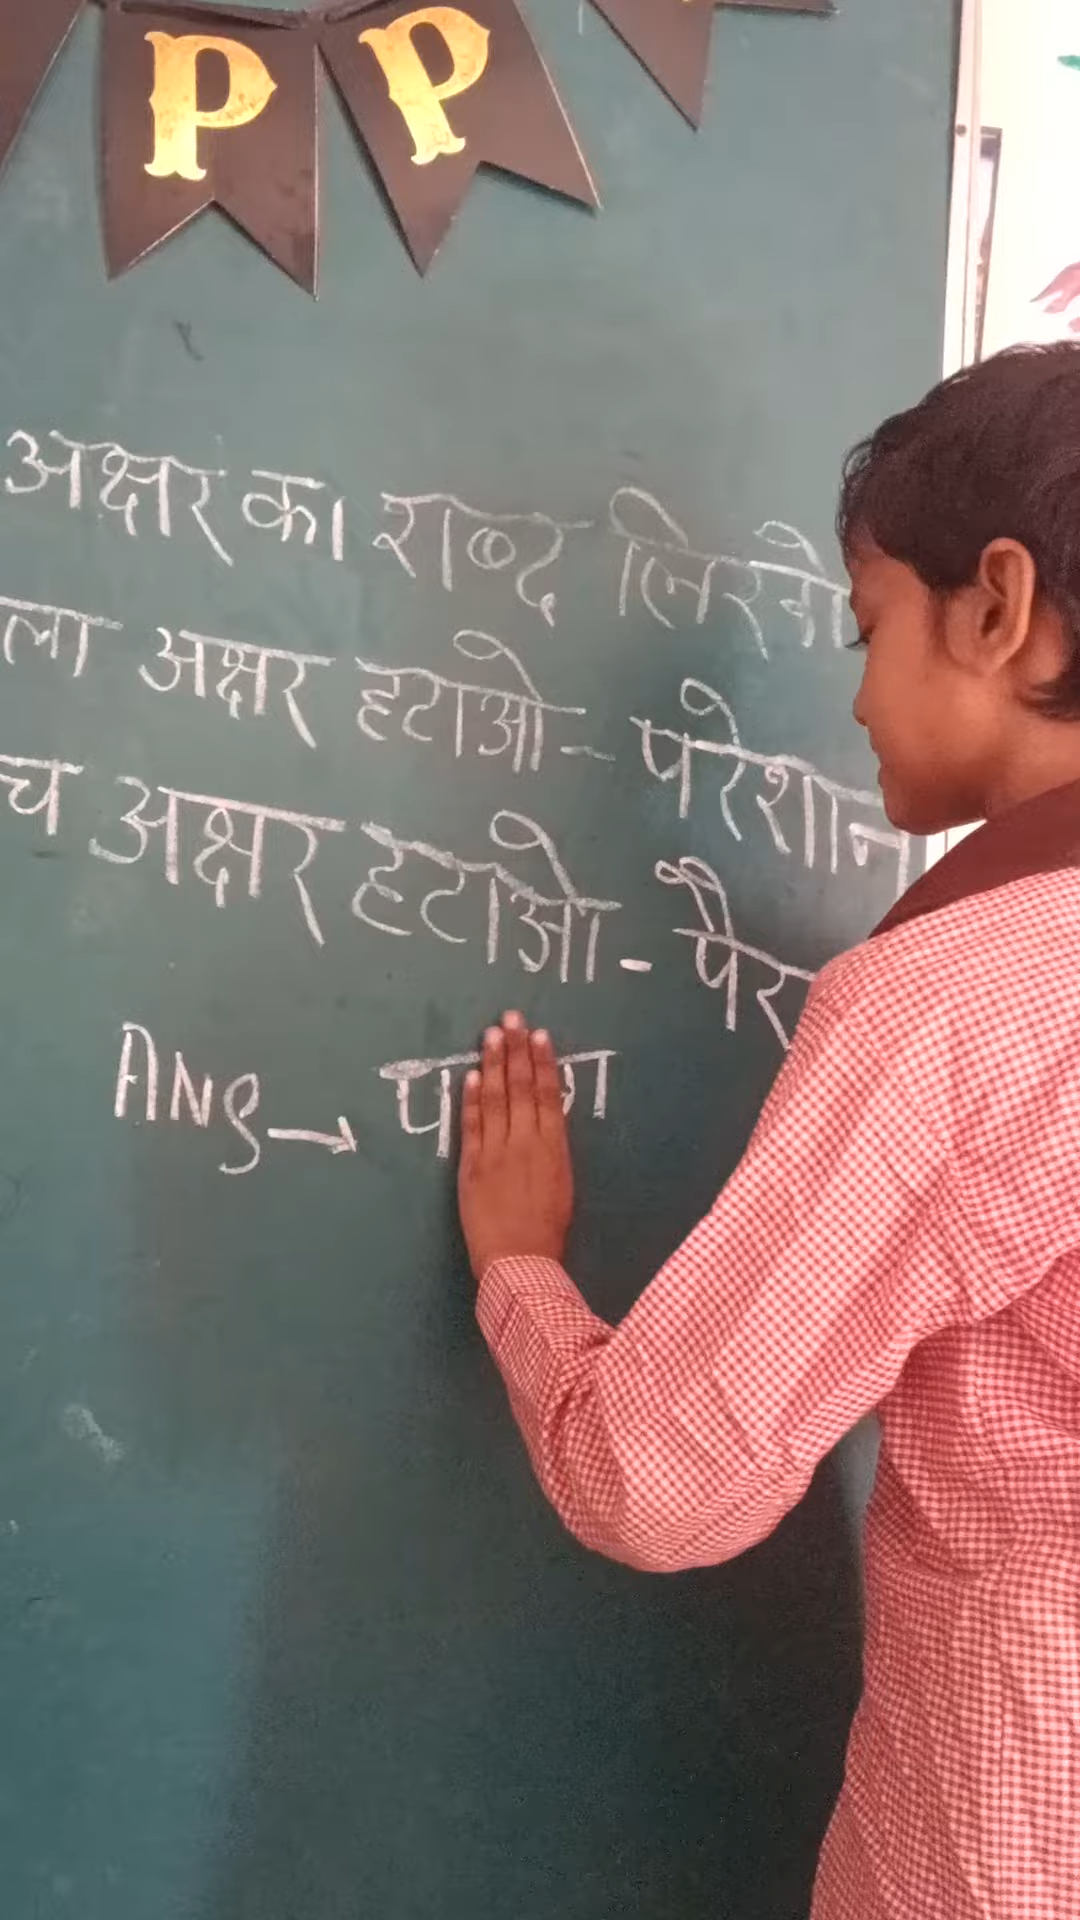 P P
अक्षर का शब्द लिखो
ला अक्षर हटाओ - परेशान
च अक्षर हटाओ - पैर
Ans → प